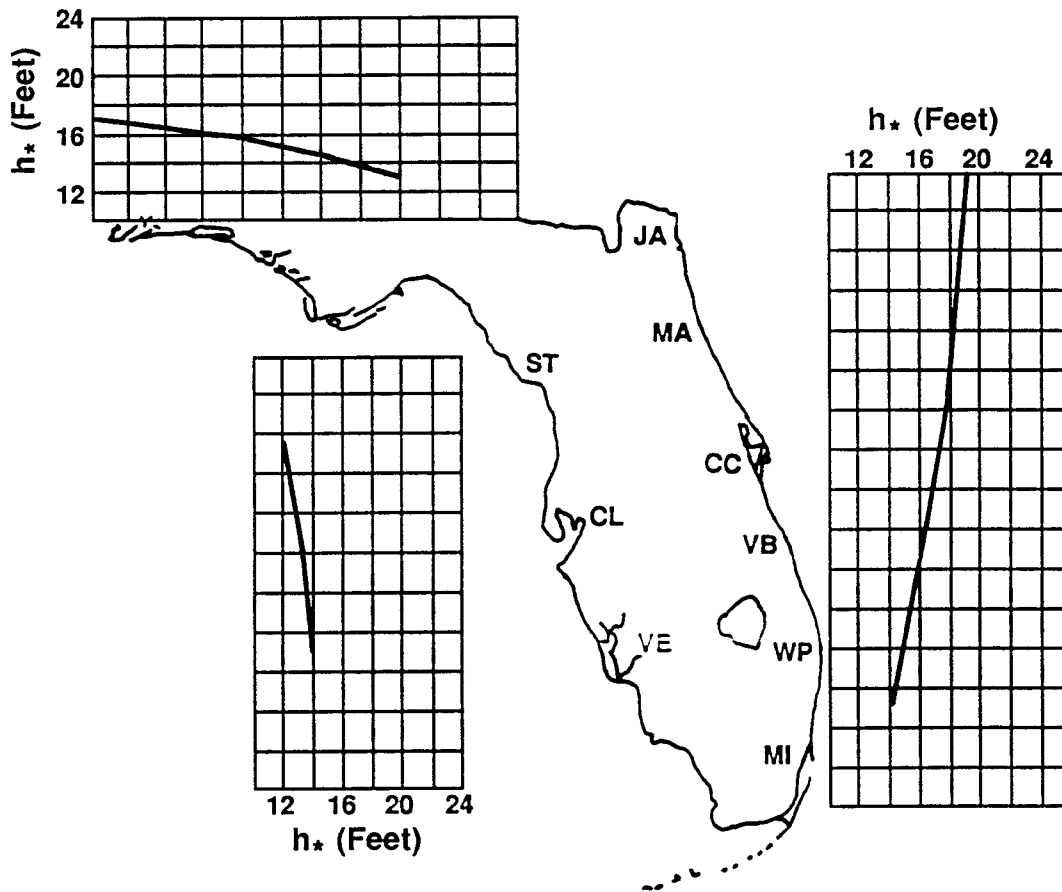 24
20
16
12
h* (Feet)
h* (Feet)
12 16 20 24
JA
MA
ST
CC
CL
VB
VE
WP
MI
12 16 20 24
h* (Feet)